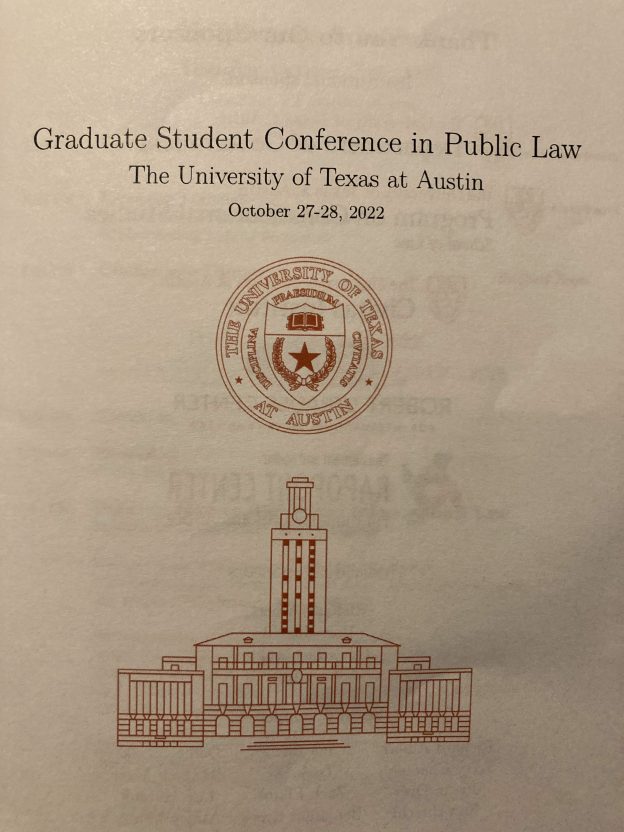 Graduate Student Conference in Public Law
The University of Texas at Austin
October 27-28, 2022
THE UNIVERSITY OF TEXAS
PRAESIDIUM
DISCIPLINA
CIVITATIS
AT AUSTIN